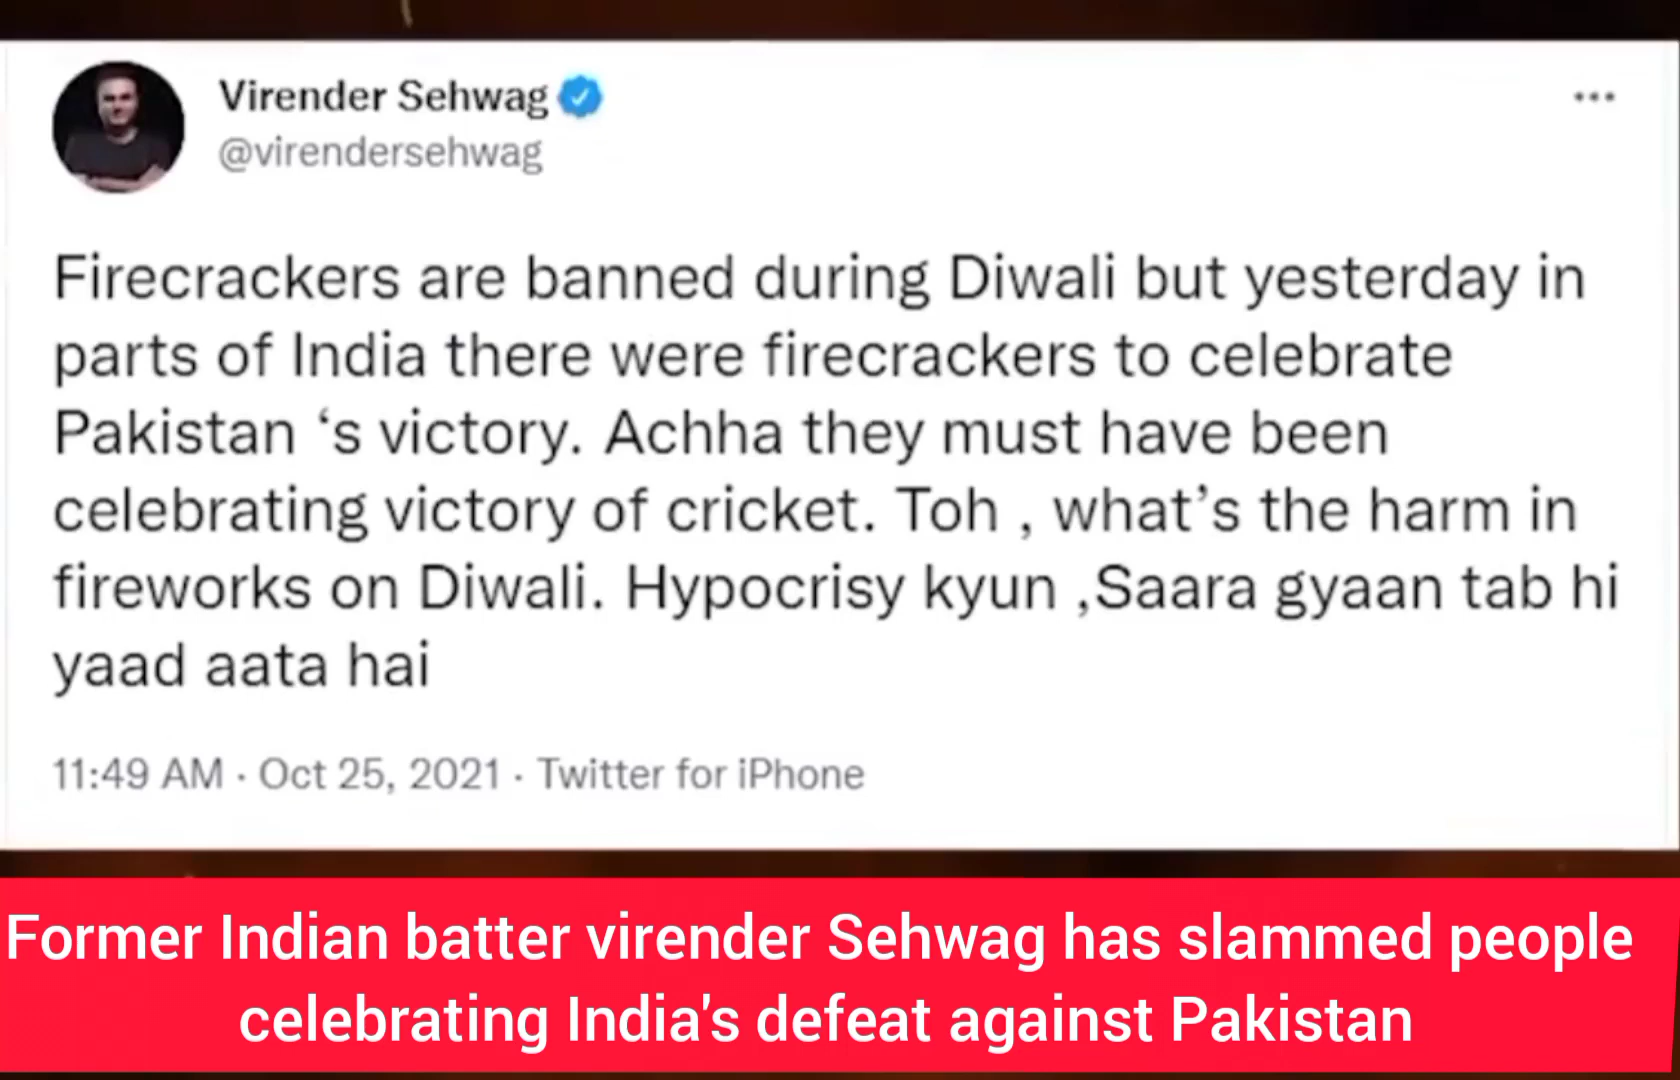 Virender Sehwag
@virendersehwag
Firecrackers are banned during Diwali but yesterday in
parts of India there were firecrackers to celebrate
Pakistan ‘s victory. Achha they must have been
celebrating victory of cricket. Toh , what’s the harm in
fireworks on Diwali. Hypocrisy kyun ,Saara gyaan tab hi
yaad aata hai
11:49 AM · Oct 25, 2021 · Twitter for iPhone
Former Indian batter virender Sehwag has slammed people
celebrating India's defeat against Pakistan